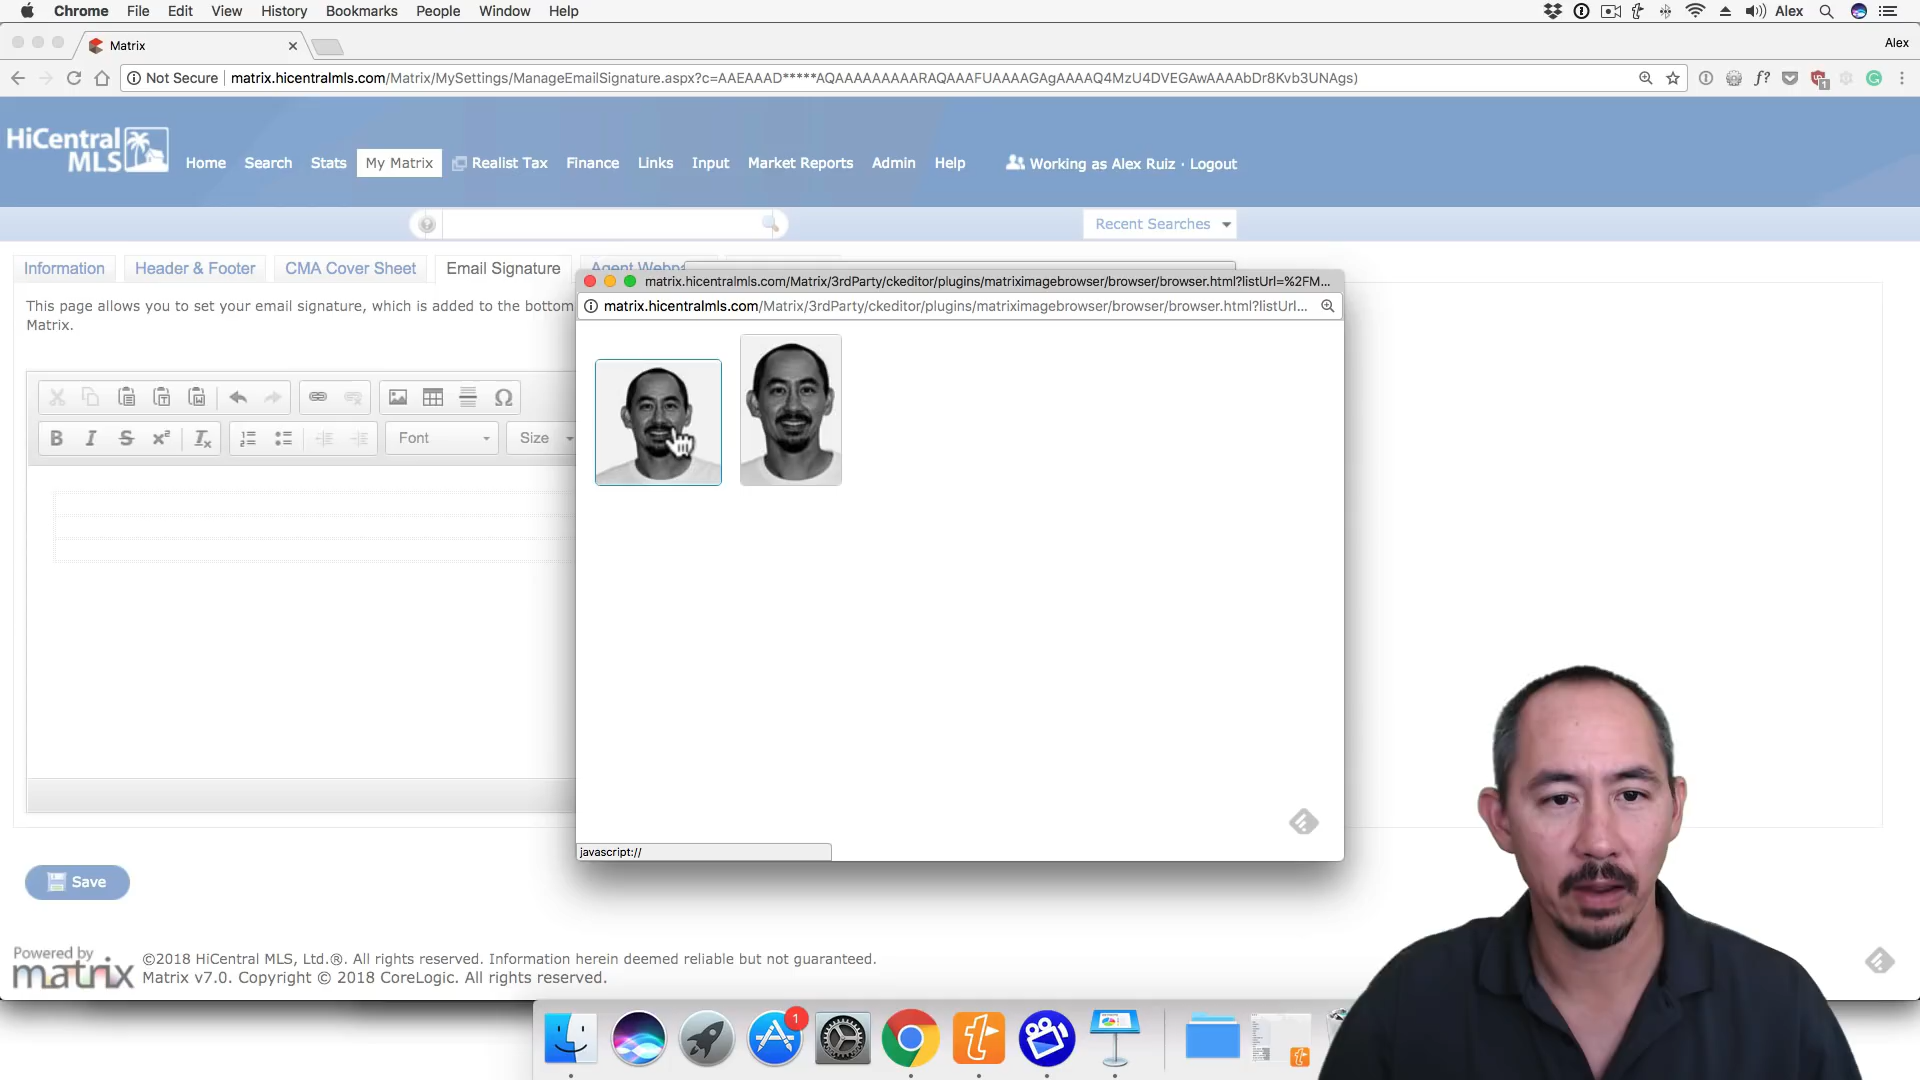 Chrome File Edit View History Bookmarks People Window Help Alex
Matrix Alex
Not Secure matrix.hicentralmls.com/Matrix/MySettings/ManageEmailSignature.aspx?c=AAEAAAD*****AQAAAAAAAAARAQAAAFUAAAAGAgAAAAQ4MzU4DVEGAwAAAAbDr8Kvb3UNAgs) f? 1
HiCentral
MLS
Home Search Stats My Matrix Realist Tax Finance Links Input Market Reports Admin Help Working as Alex Ruiz · Logout
Recent Searches
Information Header & Footer CMA Cover Sheet Email Signature
This page allows you to set your email signature, which is added to the bottom
Matrix.
matrix.hicentralmls.com/Matrix/3rdParty/ckeditor/plugins/matriximagebrowser/browser/browser.html?listUrl=%2FM...
matrix.hicentralmls.com/Matrix/3rdParty/ckeditor/plugins/matriximagebrowser/browser/browser.html?listUrl...
B I S x² Tx Font Size
javascript://
Save
Powered by
matrix
©2018 HiCentral MLS, Ltd.®. All rights reserved. Information herein deemed reliable but not guaranteed.
Matrix v7.0. Copyright © 2018 CoreLogic. All rights reserved.
1